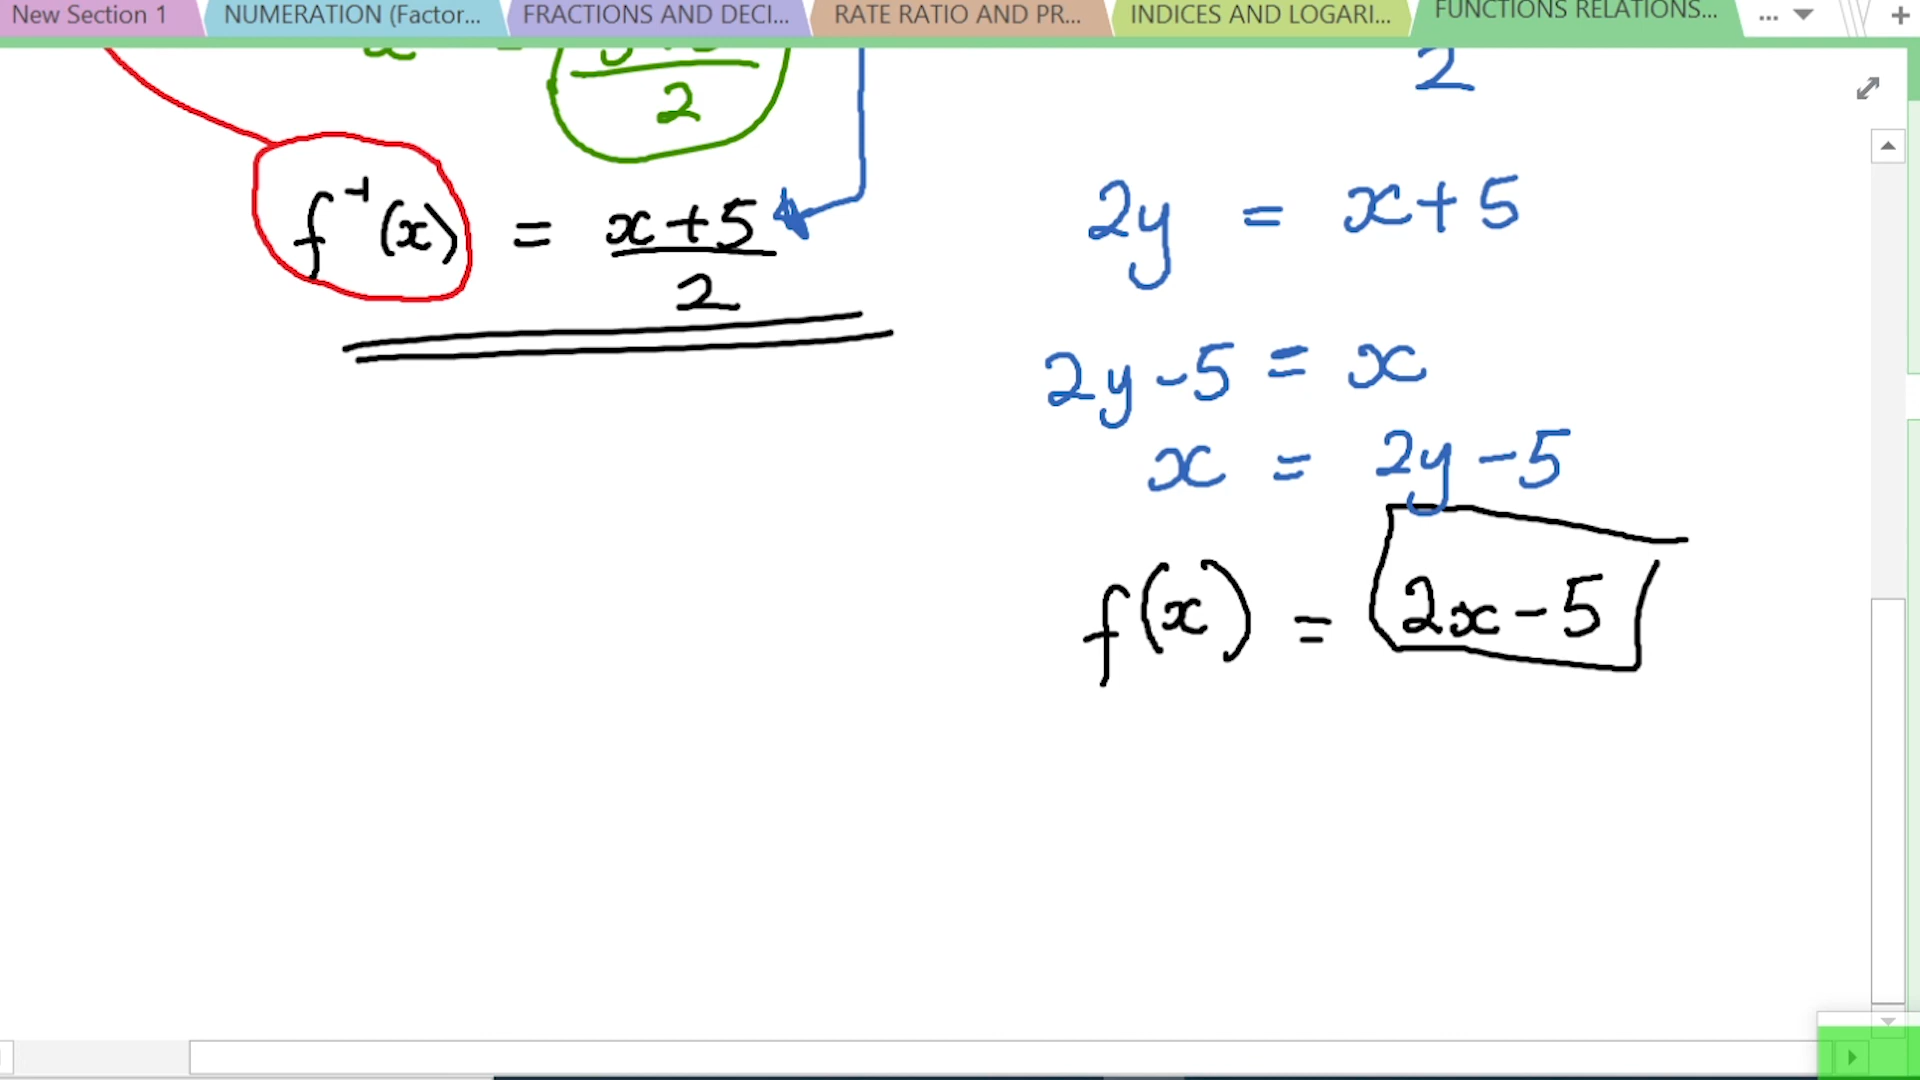 New Section 1
NUMERATION (Factor...
FRACTIONS AND DECI...
RATE RATIO AND PR...
INDICES AND LOGARI...
FUNCTIONS RELATIONS...
...
+
x =
2
f⁻¹(x) = x+5
2
2
2y = x+5
2y-5 = x
x = 2y-5
f(x) = 2x-5